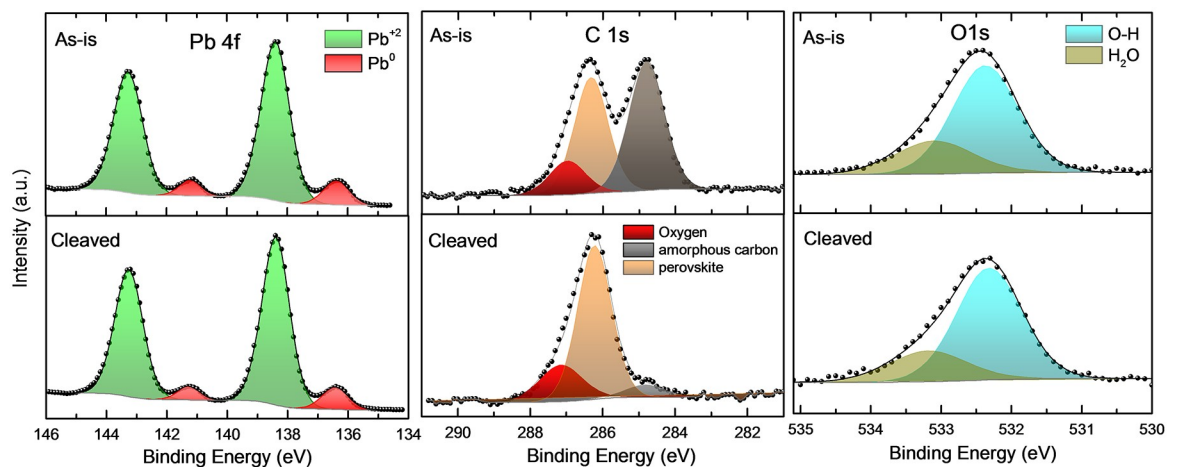 As-is
Pb 4f
Pb+2
Pb0
Cleaved
146 144 142 140 138 136 134
Binding Energy (eV)
Intensity (a.u.)
As-is
C 1s
Cleaved
Oxygen
amorphous carbon
perovskite
290 288 286 284 282
Binding Energy (eV)
As-is
O1s
O-H
H2O
Cleaved
535 534 533 532 531 530
Binding Energy (eV)